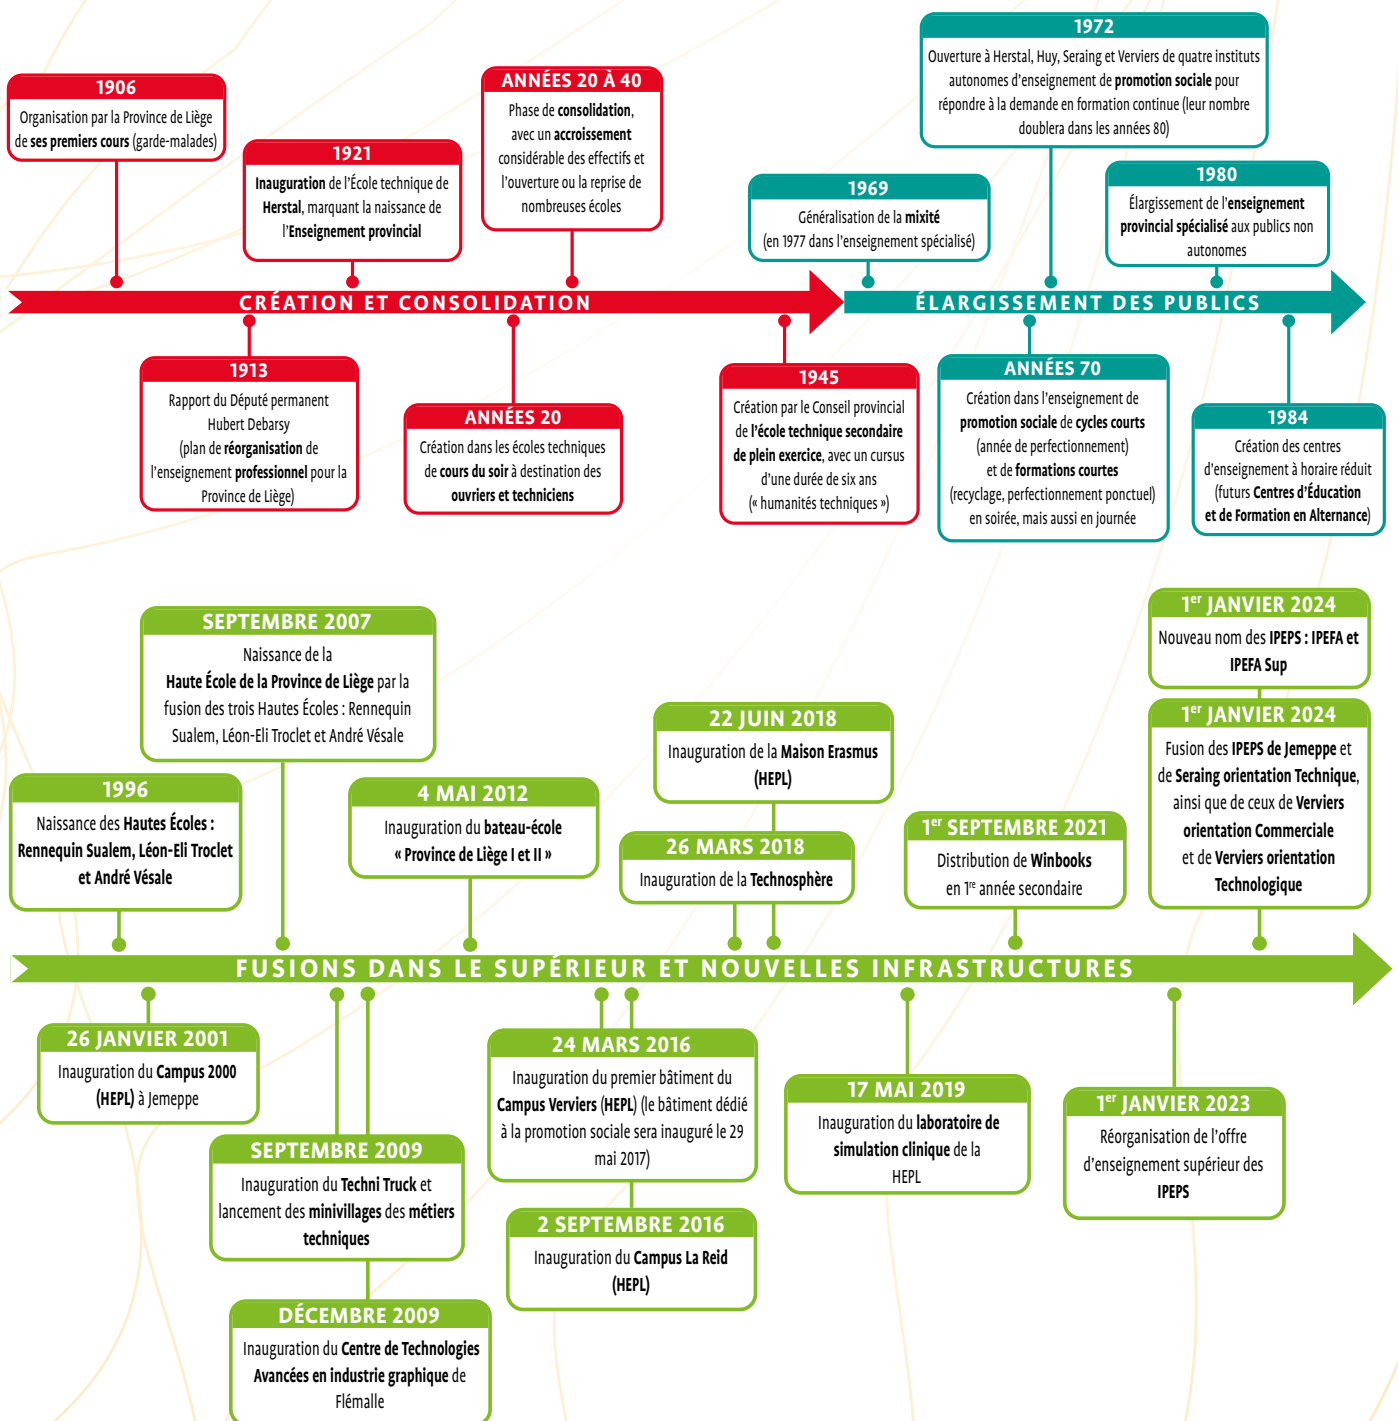 1906
Organisation par la Province de Liège
de ses premiers cours (garde-malades)
1921
Inauguration de l'École technique de
Herstal, marquant la naissance de
l'Enseignement provincial
ANNÉES 20 À 40
Phase de consolidation,
avec un accroissement
considérable des effectifs et
l'ouverture ou la reprise de
nombreuses écoles
1969
Généralisation de la mixité
(en 1977 dans l'enseignement spécialisé)
1972
Ouverture à Herstal, Huy, Seraing et Verviers de quatre instituts
autonomes d'enseignement de promotion sociale pour
répondre à la demande en formation continue (leur nombre
doublera dans les années 80)
1980
Élargissement de l'enseignement
provincial spécialisé aux publics non
autonomes
CRÉATION ET CONSOLIDATION
ÉLARGISSEMENT DES PUBLICS
1913
Rapport du Député permanent
Hubert Debarsy
(plan de réorganisation de
l'enseignement professionnel pour la
Province de Liège)
ANNÉES 20
Création dans les écoles techniques
de cours du soir à destination des
ouvriers et techniciens
1945
Création par le Conseil provincial
de l'école technique secondaire
de plein exercice, avec un cursus
d'une durée de six ans
(« humanités techniques »)
ANNÉES 70
Création dans l'enseignement de
promotion sociale de cycles courts
(année de perfectionnement)
et de formations courtes
(recyclage, perfectionnement ponctuel)
en soirée, mais aussi en journée
1984
Création des centres
d'enseignement à horaire réduit
(futurs Centres d'Éducation
et de Formation en Alternance)
1996
Naissance des Hautes Écoles :
Rennequin Sualem, Léon-Eli Troclet
et André Vésale
SEPTEMBRE 2007
Naissance de la
Haute École de la Province de Liège par la
fusion des trois Hautes Écoles : Rennequin
Sualem, Léon-Eli Troclet et André Vésale
4 MAI 2012
Inauguration du bateau-école
« Province de Liège I et II »
22 JUIN 2018
Inauguration de la Maison Erasmus
(HEPL)
26 MARS 2018
Inauguration de la Technosphère
1er SEPTEMBRE 2021
Distribution de Winbooks
en 1re année secondaire
1er JANVIER 2024
Nouveau nom des IPEPS : IPEFA et
IPEFA Sup
1er JANVIER 2024
Fusion des IPEPS de Jemeppe et
de Seraing orientation Technique,
ainsi que de ceux de Verviers
orientation Commerciale
et de Verviers orientation
Technologique
FUSIONS DANS LE SUPÉRIEUR ET NOUVELLES INFRASTRUCTURES
26 JANVIER 2001
Inauguration du Campus 2000
(HEPL) à Jemeppe
SEPTEMBRE 2009
Inauguration du Techni Truck et
lancement des minivillages des métiers
techniques
DÉCEMBRE 2009
Inauguration du Centre de Technologies
Avancées en industrie graphique de
Flémalle
24 MARS 2016
Inauguration du premier bâtiment du
Campus Verviers (HEPL) (le bâtiment dédié
à la promotion sociale sera inauguré le 29
mai 2017)
2 SEPTEMBRE 2016
Inauguration du Campus La Reid
(HEPL)
17 MAI 2019
Inauguration du laboratoire de
simulation clinique de la
HEPL
1er JANVIER 2023
Réorganisation de l'offre
d'enseignement supérieur des
IPEPS